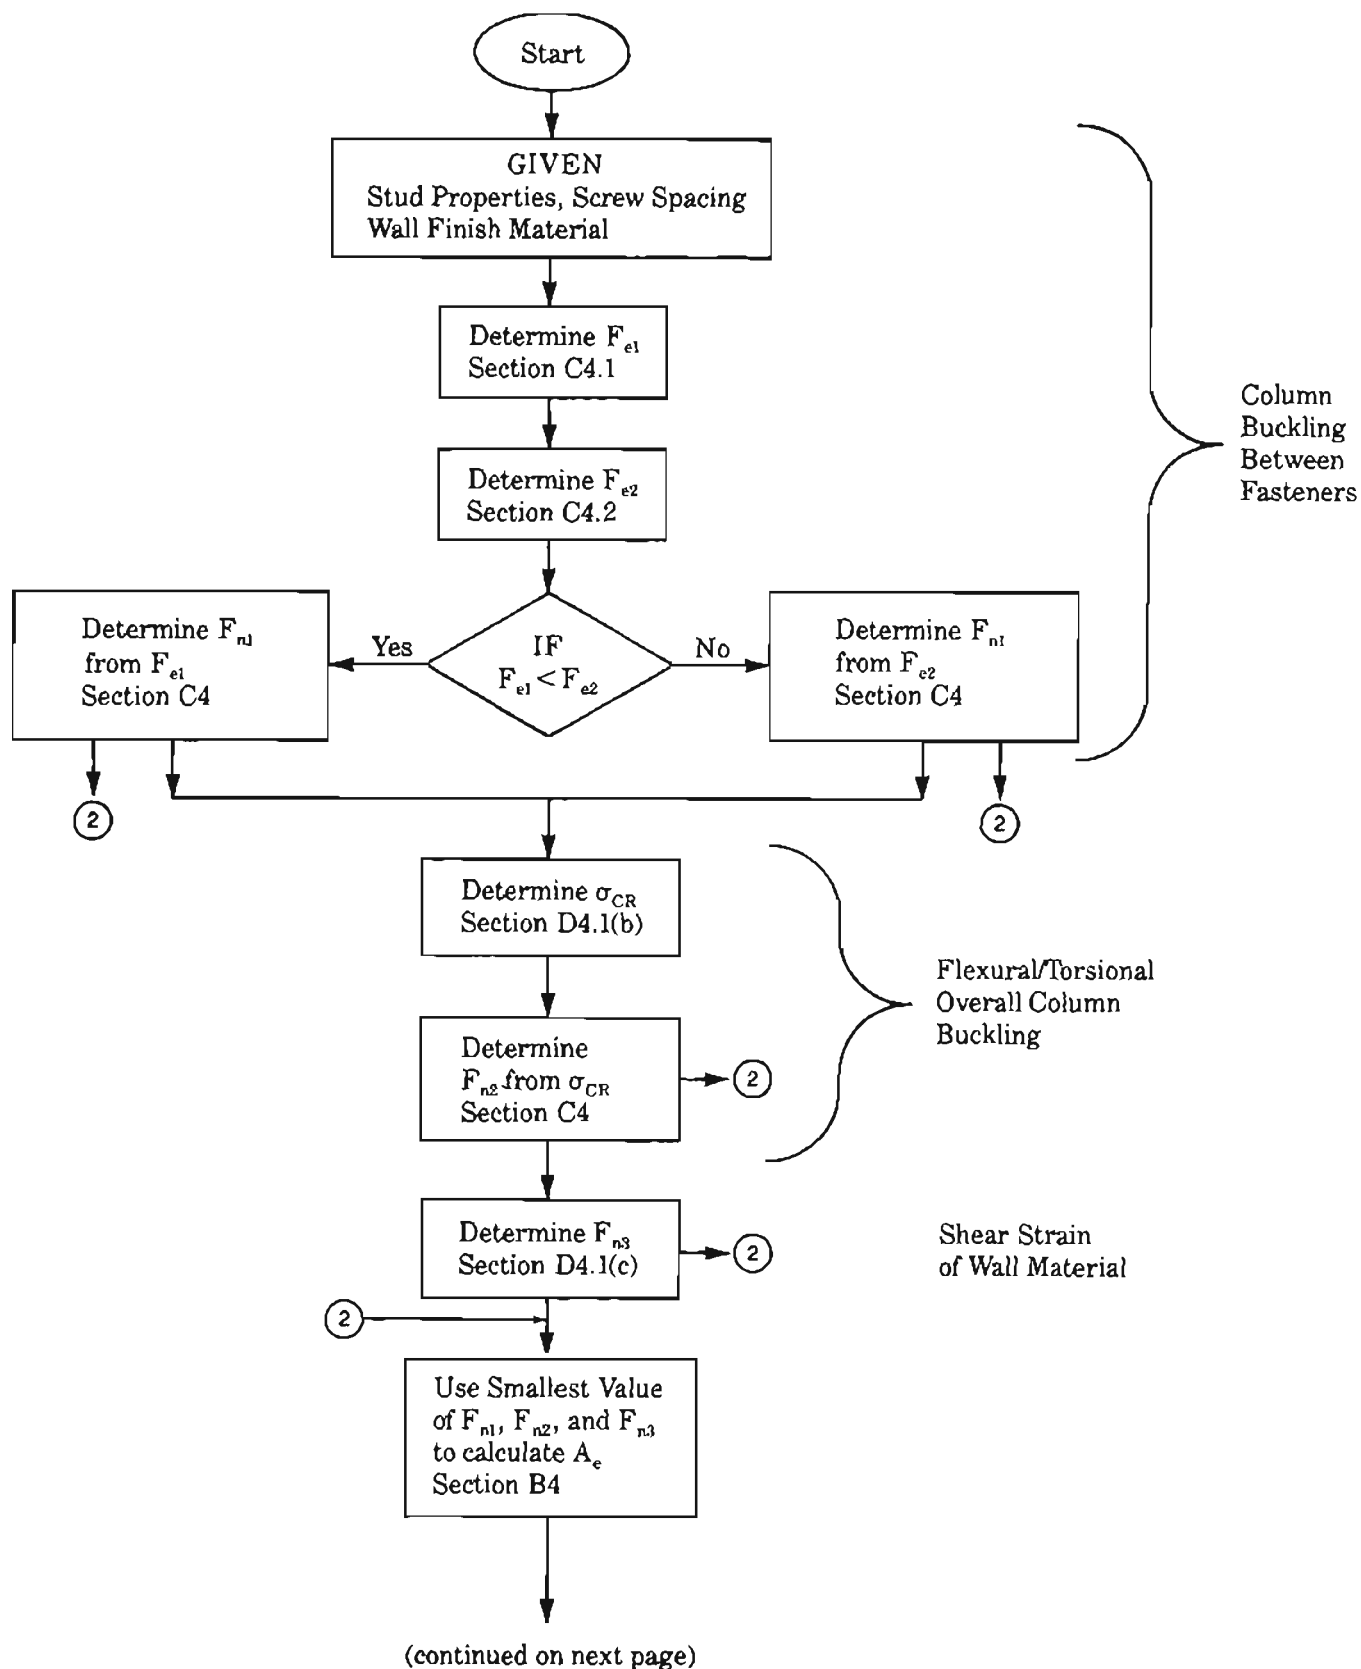 Start
GIVEN
Stud Properties, Screw Spacing
Wall Finish Material
Determine F_e1
Section C4.1
Determine F_e2
Section C4.2
Column
Buckling
Between
Fasteners
Determine F_n1
from F_e1
Section C4
Yes
IF
F_e1 < F_e2
No
Determine F_n1
from F_e2
Section C4
2
2
Determine σ_CR
Section D4.1(b)
Flexural/Torsional
Overall Column
Buckling
Determine
F_n2 from σ_CR
Section C4
2
Determine F_n3
Section D4.1(c)
2
Shear Strain
of Wall Material
2
Use Smallest Value
of F_n1, F_n2, and F_n3
to calculate A_e
Section B4
(continued on next page)